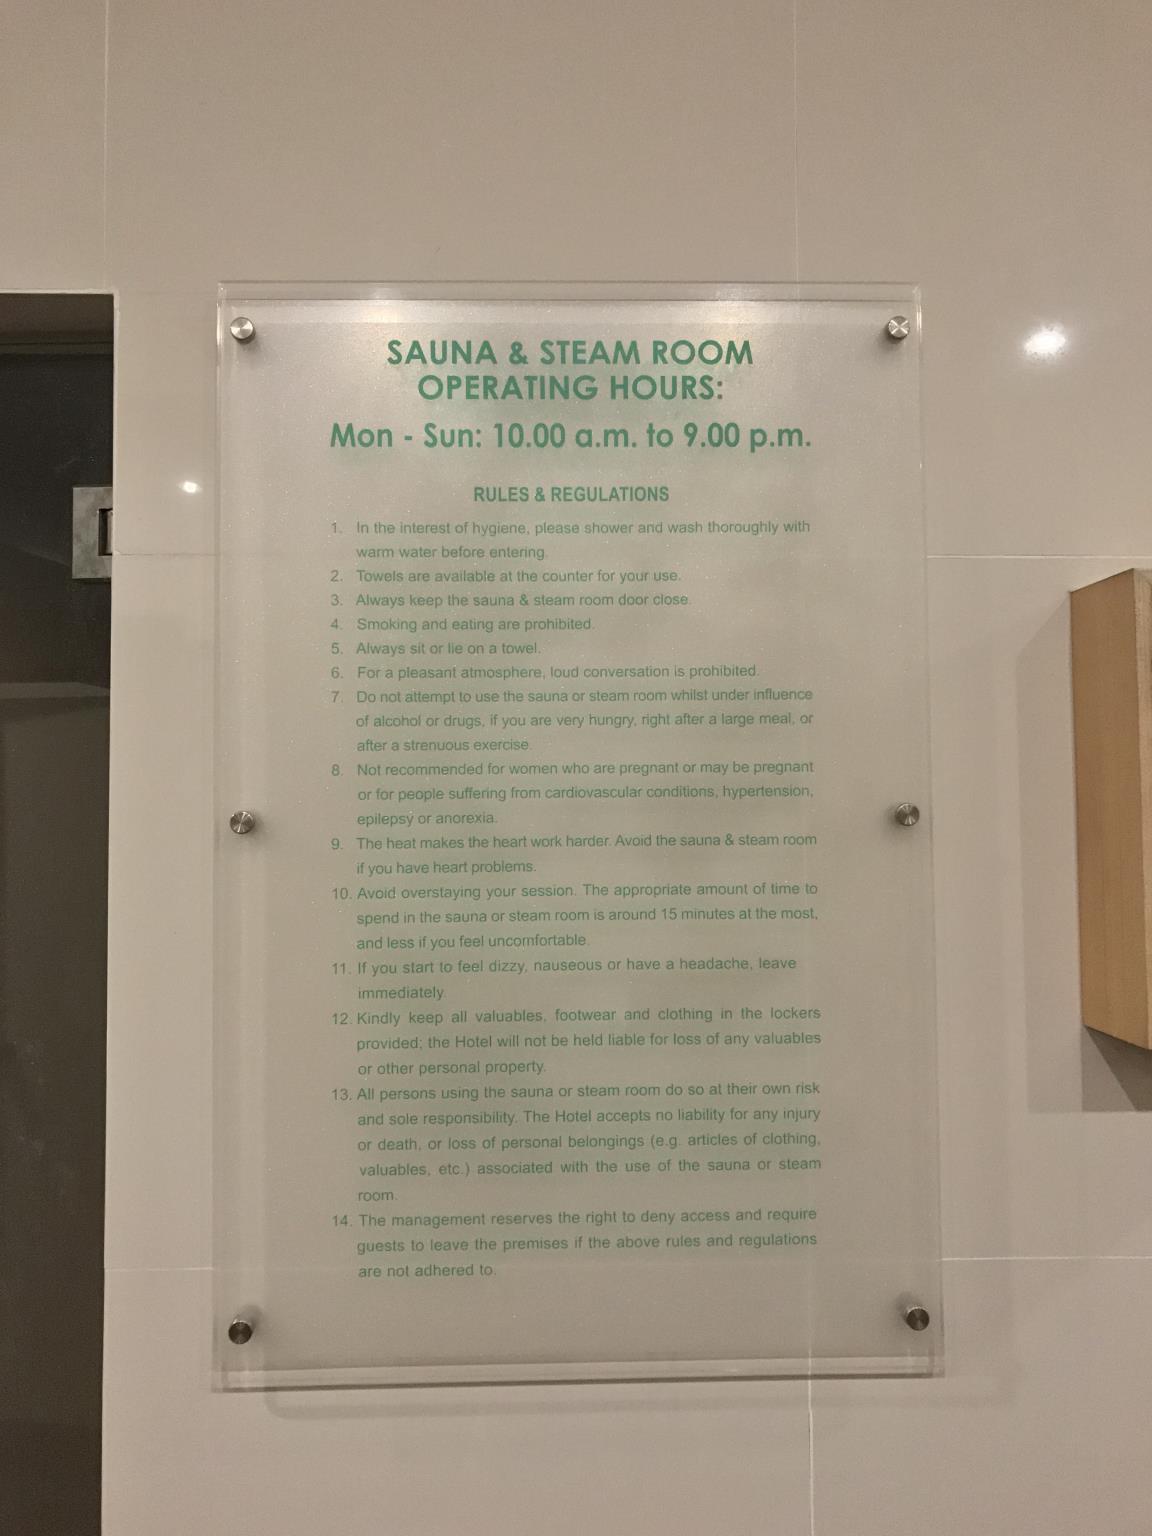 SAUNA & STEAM ROOM
OPERATING HOURS:
Mon - Sun: 10.00 a.m. to 9.00 p.m.
RULES & REGULATIONS
1. In the interest of hygiene, please shower and wash thoroughly with
warm water before entering.
2. Towels are available at the counter for your use.
3. Always keep the sauna & steam room door close.
4. Smoking and eating are prohibited.
5. Always sit or lie on a towel.
6. For a pleasant atmosphere, loud conversation is prohibited.
7. Do not attempt to use the sauna or steam room whilst under influence
of alcohol or drugs, if you are very hungry, right after a large meal, or
after a strenuous exercise.
8. Not recommended for women who are pregnant or may be pregnant
or for people suffering from cardiovascular conditions, hypertension,
epilepsy or anorexia.
9. The heat makes the heart work harder. Avoid the sauna & steam room
if you have heart problems.
10. Avoid overstaying your session. The appropriate amount of time to
spend in the sauna or steam room is around 15 minutes at the most,
and less if you feel uncomfortable.
11. If you start to feel dizzy, nauseous or have a headache, leave
immediately.
12. Kindly keep all valuables, footwear and clothing in the lockers
provided; the Hotel will not be held liable for loss of any valuables
or other personal property.
13. All persons using the sauna or steam room do so at their own risk
and sole responsibility. The Hotel accepts no liability for any injury
or death, or loss of personal belongings (e.g. articles of clothing,
valuables, etc.) associated with the use of the sauna or steam
room.
14. The management reserves the right to deny access and require
guests to leave the premises if the above rules and regulations
are not adhered to.